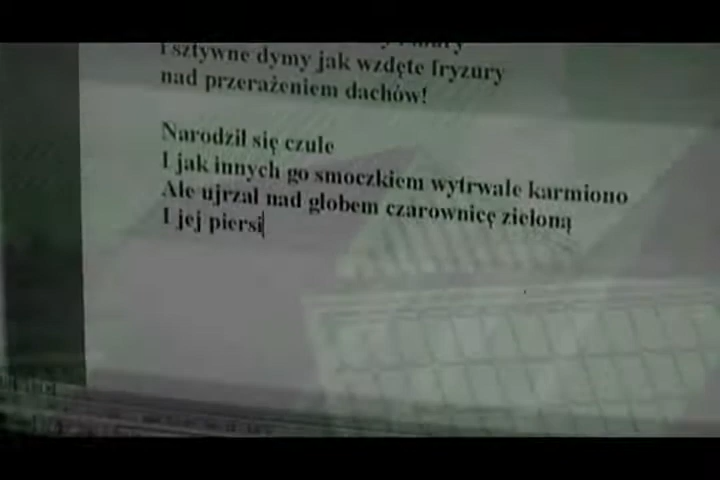 I sztywne dymy jak wzdęte fryzury
nad przerażeniem dachów!
Narodził się czule
I jak innych go smoczkiem wytrwale karmiono
Ale ujrzał nad globem czarownicę zieloną
I jej piersi